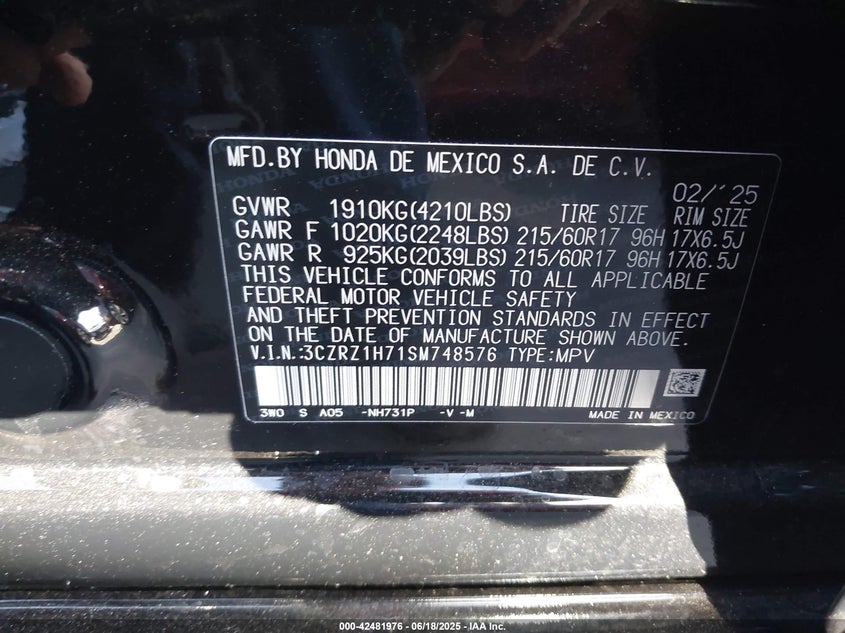 MFD.BY HONDA DE MEXICO S.A. DE C.V.
02/'25
GVWR 1910KG(4210LBS) TIRE SIZE RIM SIZE
GAWR F 1020KG(2248LBS) 215/60R17 96H 17X6.5J
GAWR R 925KG(2039LBS) 215/60R17 96H 17X6.5J
THIS VEHICLE CONFORMS TO ALL APPLICABLE
FEDERAL MOTOR VEHICLE SAFETY
AND THEFT PREVENTION STANDARDS IN EFFECT
ON THE DATE OF MANUFACTURE SHOWN ABOVE.
V.I.N.:3CZRZ1H71SM748576 TYPE:MPV
3W0 S A05 -NH731P -V -M MADE IN MEXICO
000-42481976 - 06/18/2025 - IAA Inc.